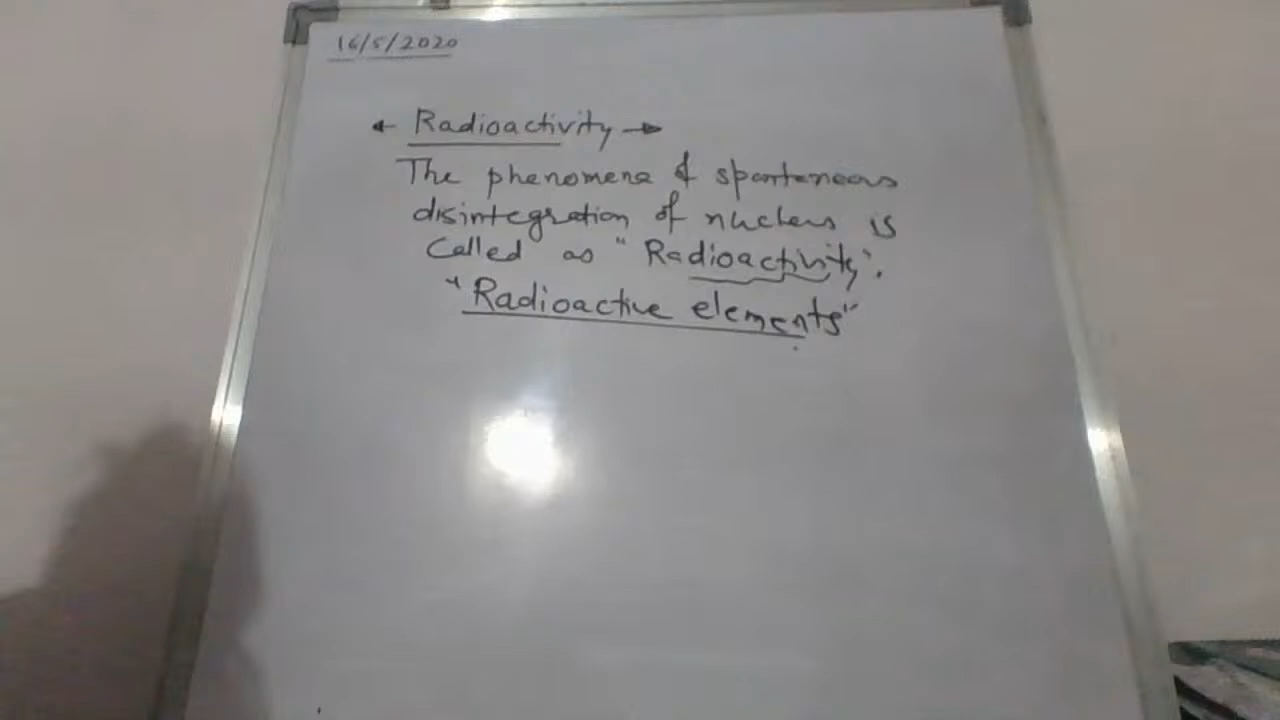 16/5/2020
Radioactivity
The phenomena of spontaneous
disintegration of nucleus is
called as "Radioactivity".
"Radioactive elements"